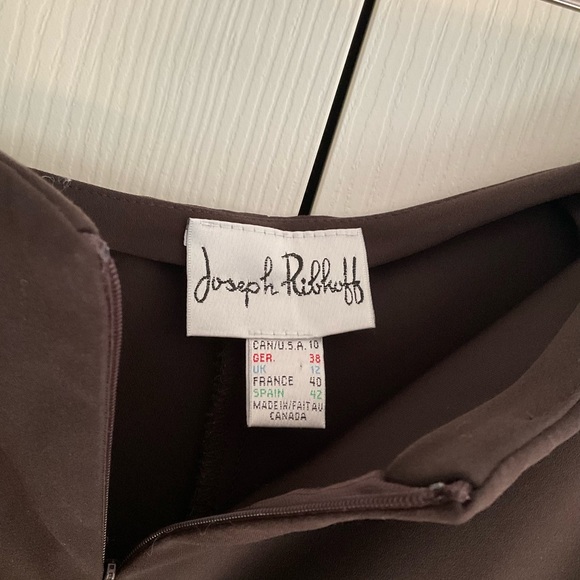 Joseph Ribkoff
CAN/U.S.A. 10
GER. 38
UK 12
FRANCE 40
SPAIN 42
MADE IN/FAIT AU
CANADA